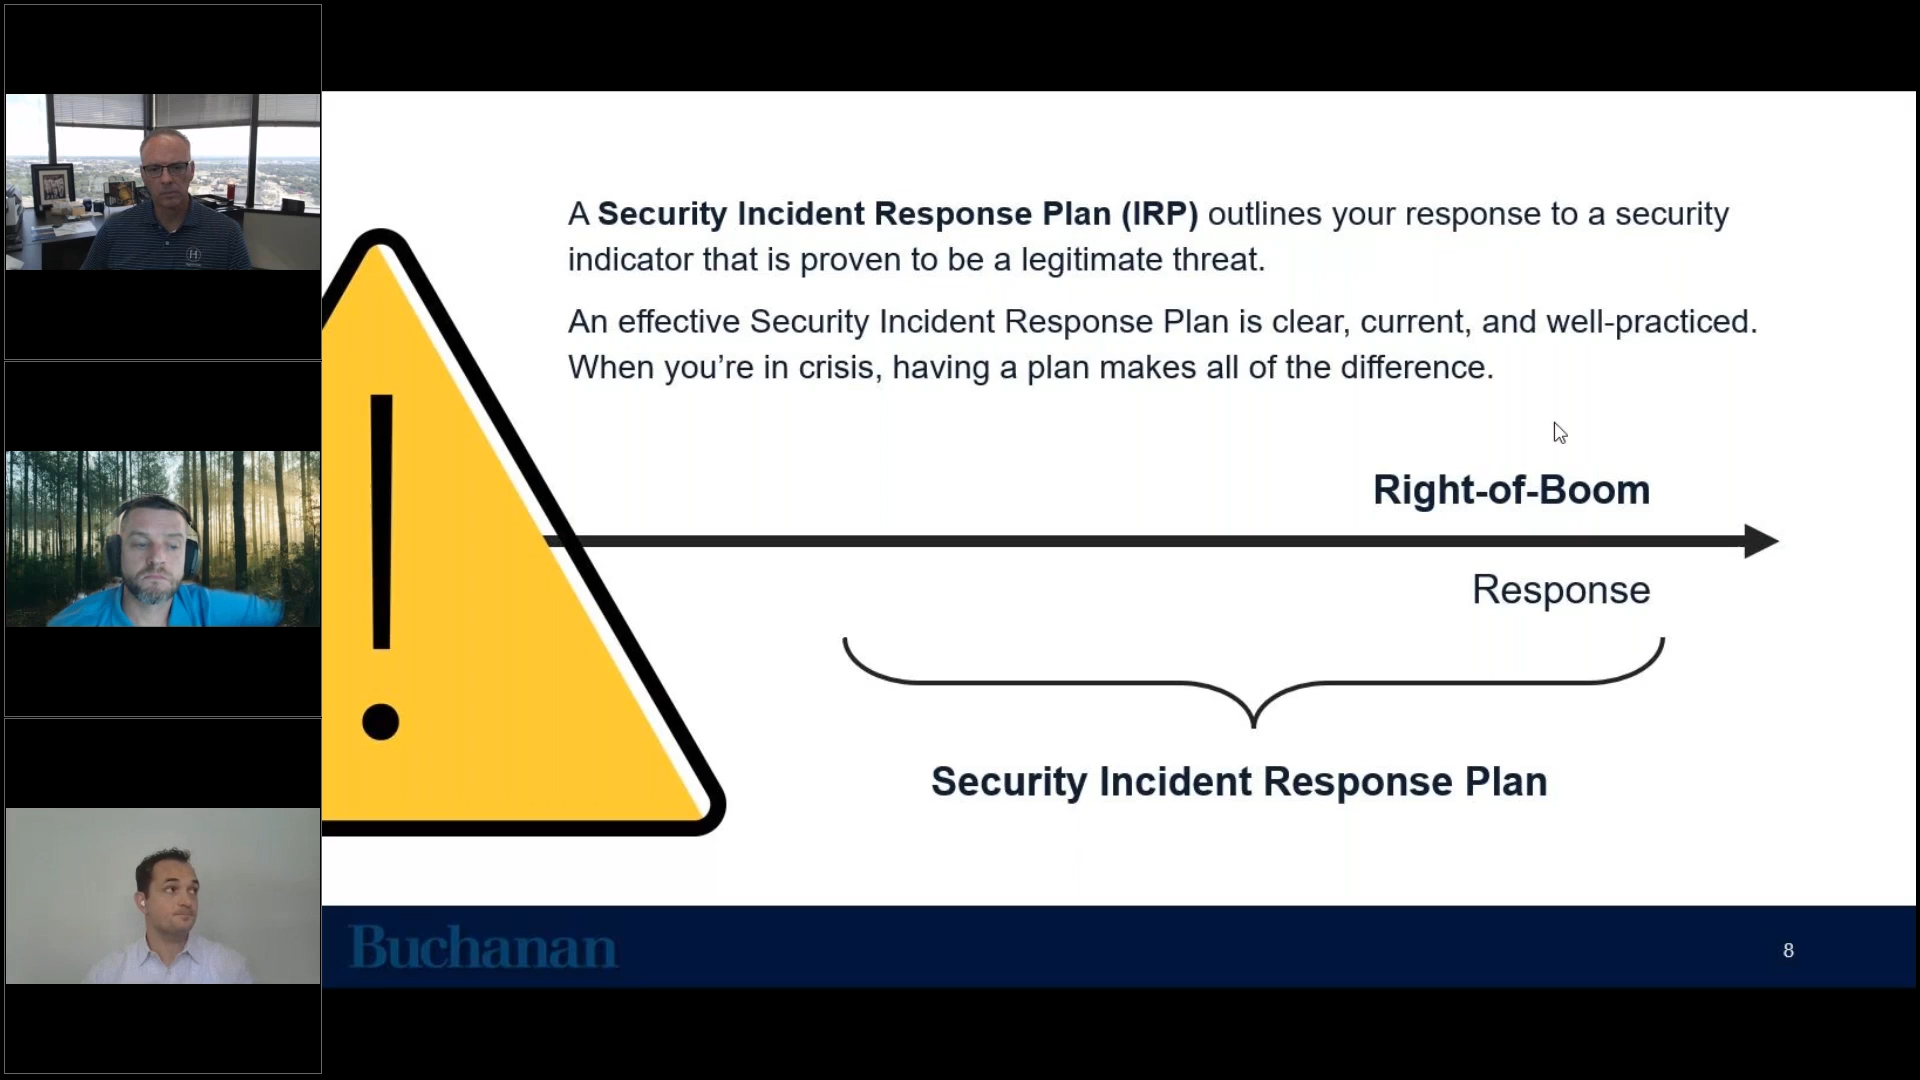 A Security Incident Response Plan (IRP) outlines your response to a security
indicator that is proven to be a legitimate threat.
An effective Security Incident Response Plan is clear, current, and well-practiced.
When you’re in crisis, having a plan makes all of the difference.
Right-of-Boom
Response
Security Incident Response Plan
Buchanan
8